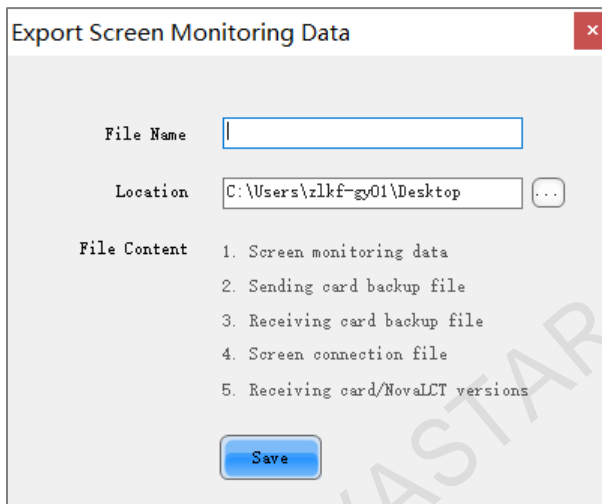 Export Screen Monitoring Data
×
File Name
Location C:\Users\zlkf-gy01\Desktop ...
File Content 1. Screen monitoring data
2. Sending card backup file
3. Receiving card backup file
4. Screen connection file
5. Receiving card/NovaLCT versions
Save
VASTAR